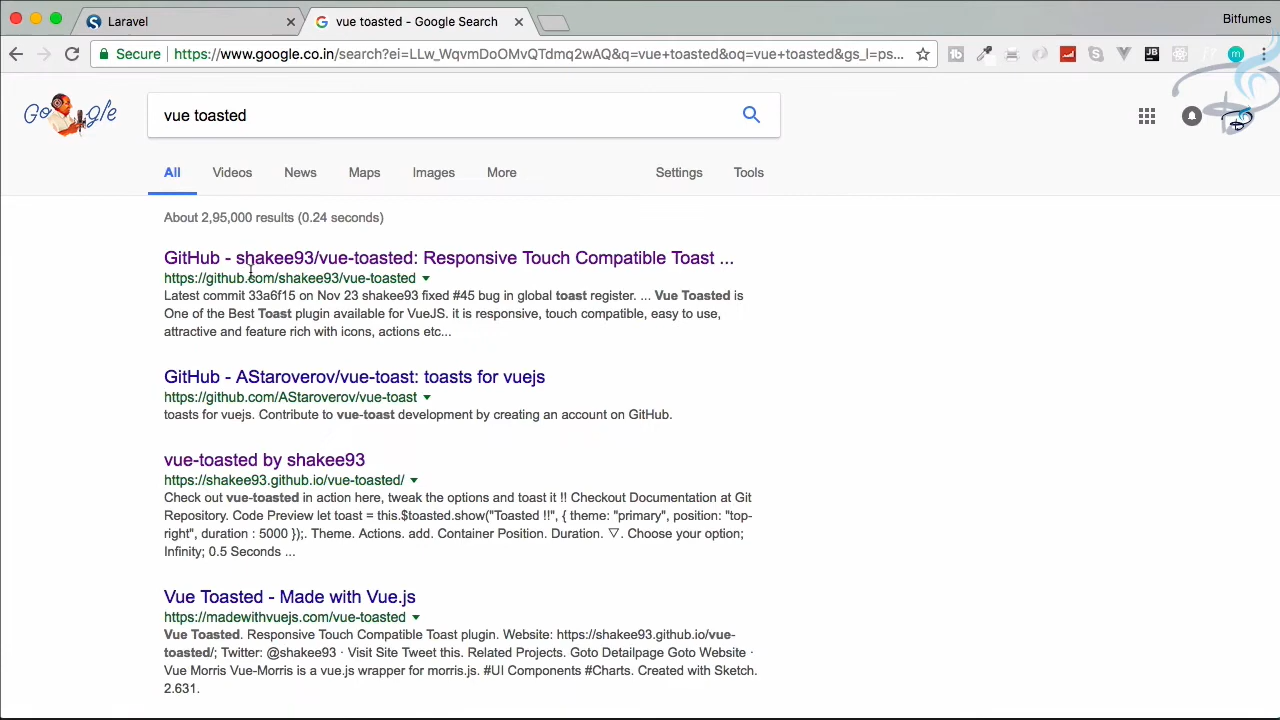 Laravel
vue toasted - Google Search
Bitfumes
Secure
https://www.google.co.in/search?ei=LLw_WqvmDoOMvQTdmq2wAQ&q=vue+toasted&oq=vue+toasted&gs_l=ps...
vue toasted
All
Videos
News
Maps
Images
More
Settings
Tools
About 2,95,000 results (0.24 seconds)
GitHub - shakee93/vue-toasted: Responsive Touch Compatible Toast ...
https://github.com/shakee93/vue-toasted
Latest commit 33a6f15 on Nov 23 shakee93 fixed #45 bug in global toast register. ... Vue Toasted is
One of the Best Toast plugin available for VueJS. it is responsive, touch compatible, easy to use,
attractive and feature rich with icons, actions etc...
GitHub - AStaroverov/vue-toast: toasts for vuejs
https://github.com/AStaroverov/vue-toast
toasts for vuejs. Contribute to vue-toast development by creating an account on GitHub.
vue-toasted by shakee93
https://shakee93.github.io/vue-toasted/
Check out vue-toasted in action here, tweak the options and toast it !! Checkout Documentation at Git
Repository. Code Preview let toast = this.$toasted.show("Toasted !!", { theme: "primary", position: "top-
right", duration : 5000 });. Theme. Actions. add. Container Position. Duration. ▽. Choose your option;
Infinity; 0.5 Seconds ...
Vue Toasted - Made with Vue.js
https://madewithvuejs.com/vue-toasted
Vue Toasted. Responsive Touch Compatible Toast plugin. Website: https://shakee93.github.io/vue-
toasted/; Twitter: @shakee93 · Visit Site Tweet this. Related Projects. Goto Detailpage Goto Website ·
Vue Morris Vue-Morris is a vue.js wrapper for morris.js. #UI Components #Charts. Created with Sketch.
2.631.